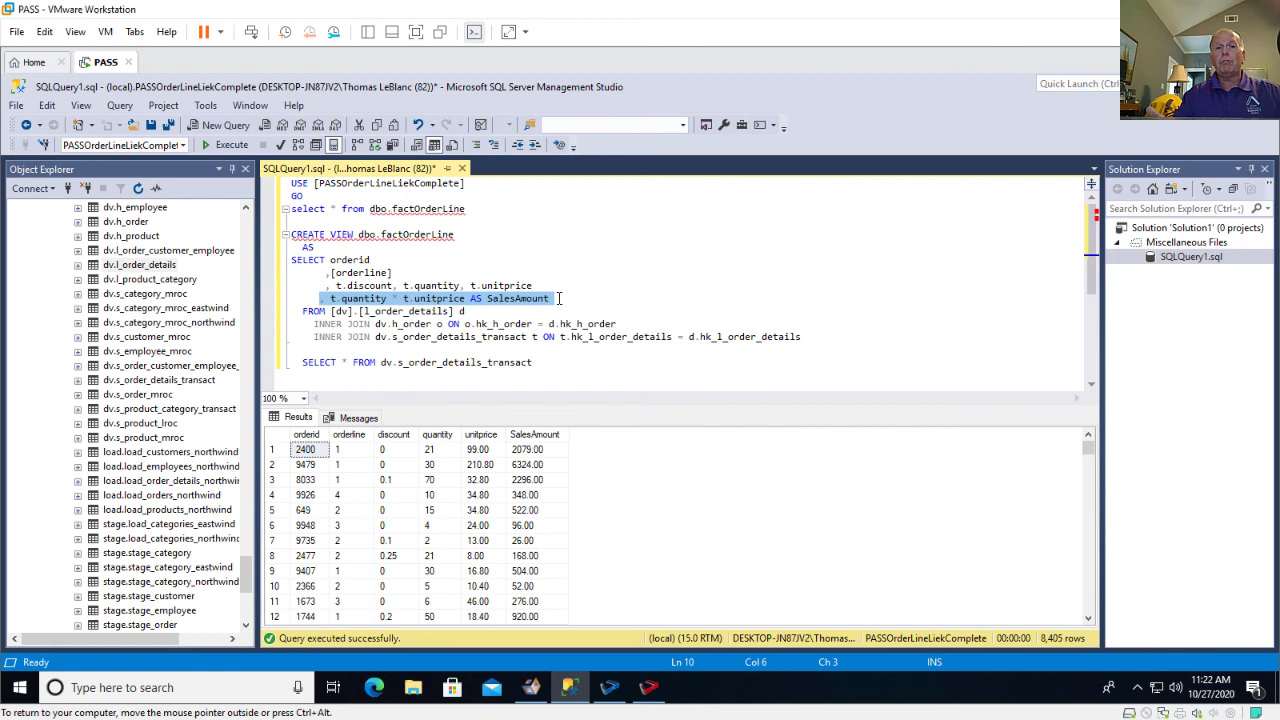 PASS - VMware Workstation
File Edit View VM Tabs Help
Home PASS
SQLQuery1.sql - (local).PASSOrderLineLiekComplete (DESKTOP-JN87JV2\Thomas LeBlanc (82))* - Microsoft SQL Server Management Studio
Quick Launch (Ctrl+Q)
File Edit View Query Project Tools Window Help
New Query
PASSOrderLineLiekComplet Execute
Object Explorer
SQLQuery1.sql - (l...homas LeBlanc (82))*
Solution Explorer
Connect
USE [PASSOrderLineLiekComplete]
GO
select * from dbo.factOrderLine
CREATE VIEW dbo.factOrderLine
AS
SELECT orderid
,[orderline]
, t.discount, t.quantity, t.unitprice
, t.quantity * t.unitprice AS SalesAmount
FROM [dv].[l_order_details] d
INNER JOIN dv.h_order o ON o.hk_h_order = d.hk_h_order
INNER JOIN dv.s_order_details_transact t ON t.hk_l_order_details = d.hk_l_order_details
SELECT * FROM dv.s_order_details_transact
Search Solution Explorer (Ctrl+;)
Solution 'Solution1' (0 projects)
Miscellaneous Files
SQLQuery1.sql
dv.h_employee
dv.h_order
dv.h_product
dv.l_order_customer_employee
dv.l_order_details
dv.l_product_category
dv.s_category_mroc
dv.s_customer_employee
dv.s_customer_northwind
dv.s_customer_mroc
dv.s_employee_mroc
dv.s_order_customer_employee_
dv.s_order_details_transact
dv.s_order_mroc
dv.s_product_category_transact
dv.s_product_lroc
dv.s_product_mroc
load.load_customers_northwind
load.load_employees_northwind
load.load_order_details_northwind
load.load_orders_northwind
load.load_products_northwind
stage.load_categories_eastwind
stage.load_categories_northwind
stage.stage_category
stage.stage_category_eastwind
stage.stage_category_northwind
stage.stage_customer
stage.stage_employee
stage.stage_order
100 %
Results Messages
orderid orderline discount quantity unitprice SalesAmount
1 2400 1 0 21 99.00 2079.00
2 9479 1 0 30 210.80 6324.00
3 8033 1 0.1 70 32.80 2296.00
4 9926 4 0 10 34.80 348.00
5 649 2 0 15 34.80 522.00
6 9948 3 0 4 24.00 96.00
7 9735 2 0.1 2 13.00 26.00
8 2477 2 0.25 21 8.00 168.00
9 9407 1 0 30 16.80 504.00
10 2366 2 0 5 10.40 52.00
11 1673 3 0 6 46.00 276.00
12 1744 1 0.2 50 18.40 920.00
Query executed successfully. (local) (15.0 RTM) DESKTOP-JN87JV2\Thomas... PASSOrderLineLiekComplete 00:00:00 8,405 rows
Ready Ln 10 Col 6 Ch 3 INS
Type here to search
11:22 AM
10/27/2020
To return to your computer, move the mouse pointer outside or press Ctrl+Alt.